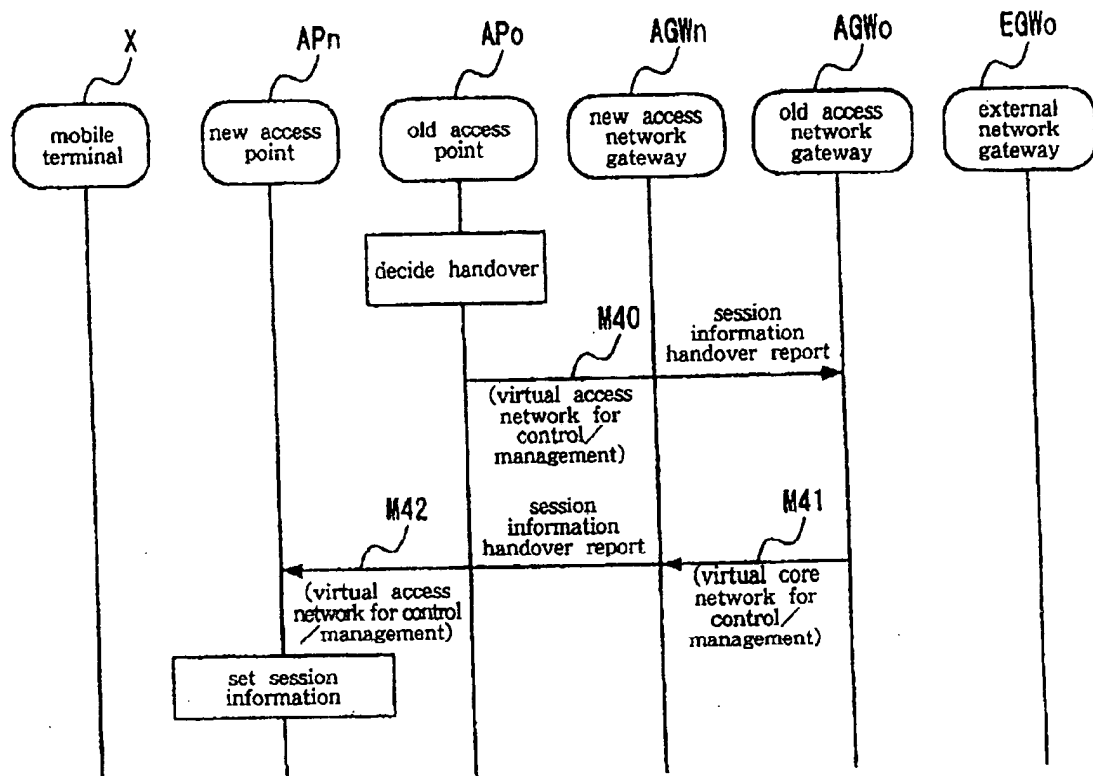 X
APn
APo
AGWn
AGWo
EGWo
mobile
terminal
new access
point
old access
point
new access
network
gateway
old access
network
gateway
external
network
gateway
decide handover
M40
session
information
handover report
(virtual access
network for
control/
management)
M42
session
information
handover report
M41
(virtual access
network for control
/management)
(virtual core
network for
control/
management)
set session
information